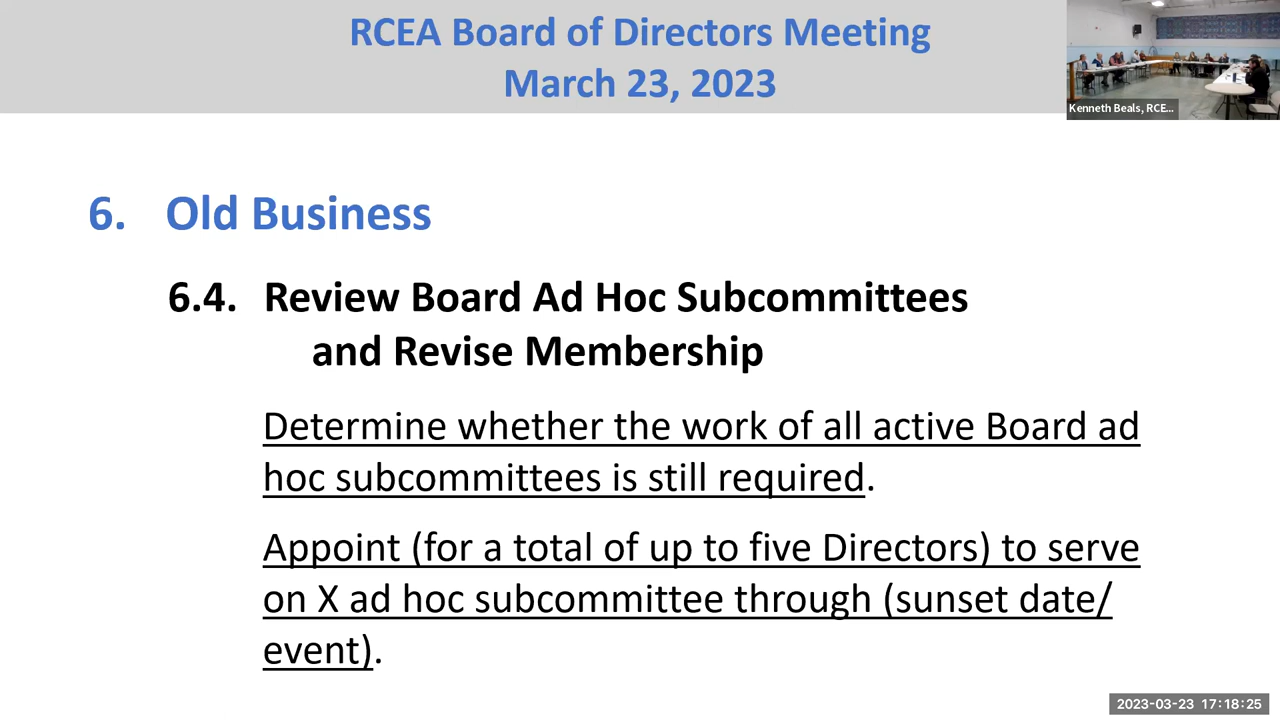 RCEA Board of Directors Meeting
March 23, 2023
Kenneth Beals, RCE...
6. Old Business
6.4. Review Board Ad Hoc Subcommittees
and Revise Membership
Determine whether the work of all active Board ad
hoc subcommittees is still required.
Appoint (for a total of up to five Directors) to serve
on X ad hoc subcommittee through (sunset date/
event).
2023-03-23 17:18:25